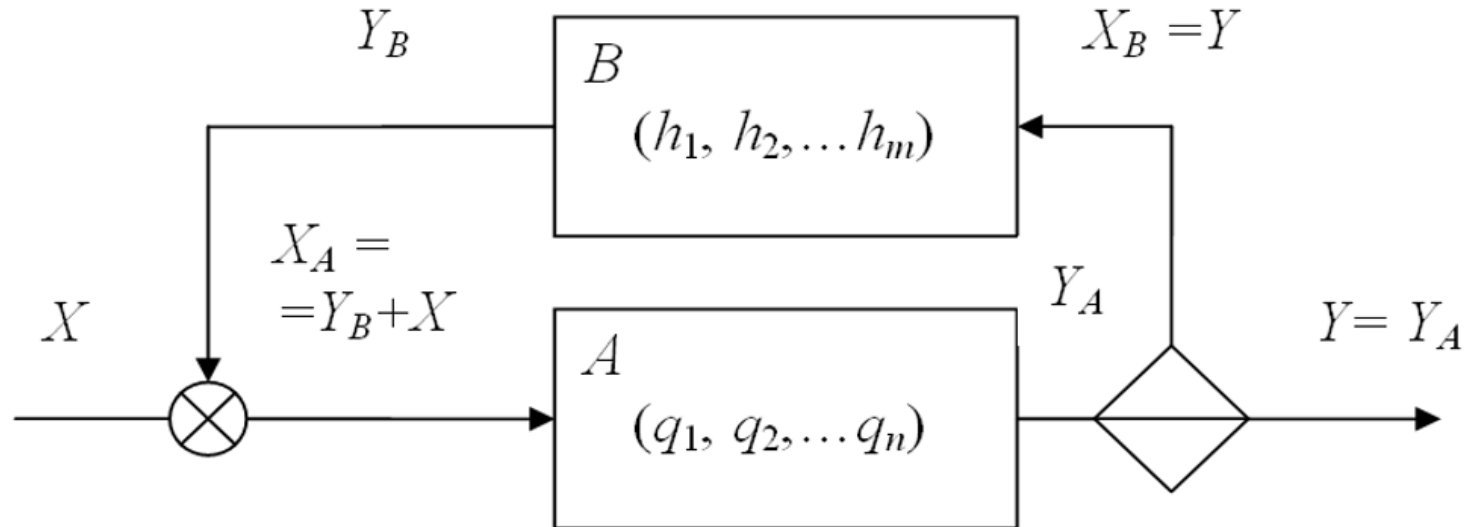 Y_B
X_B =Y
B
(h_1, h_2,… h_m)
X_A =
=Y_B+X
X
Y_A
Y= Y_A
A
(q_1, q_2,… q_n)